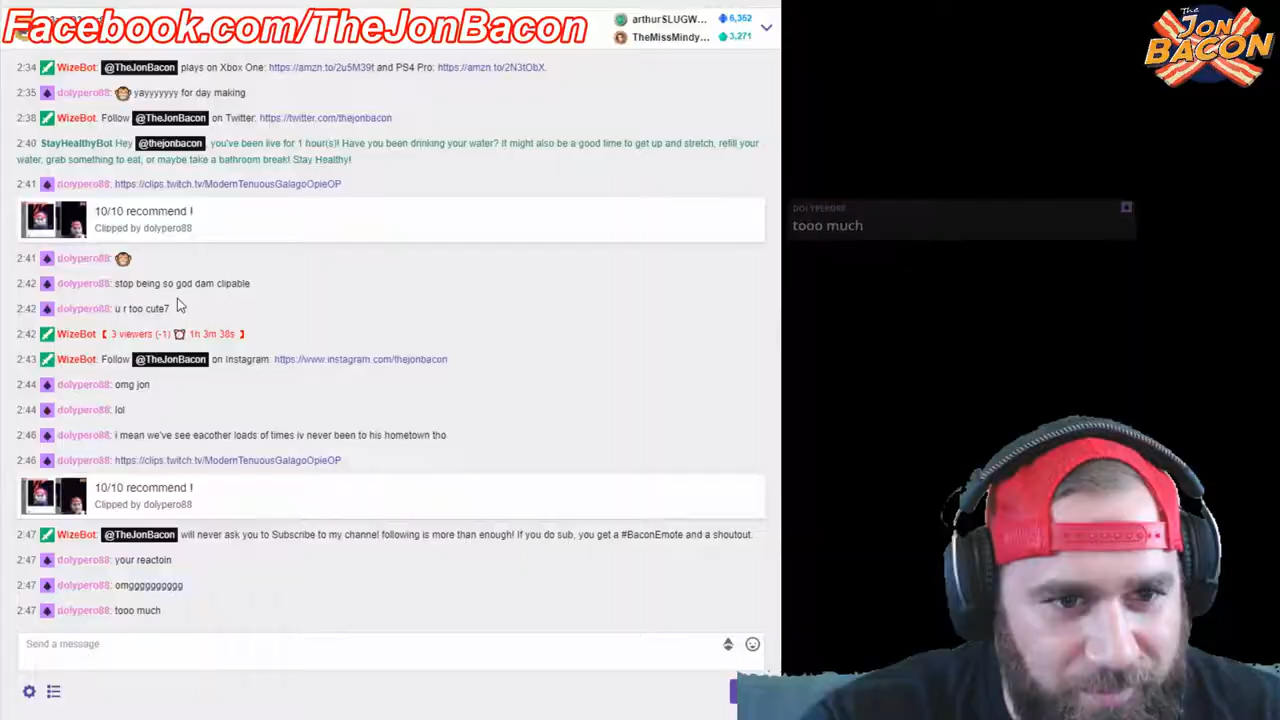 Facebook.com/TheJonBacon
arthurSLUGW... 6,352
TheMissMindy... 3,271
The
JON
BACON
2:34 WizeBot: @TheJonBacon plays on Xbox One: https://amzn.to/2u5M39t and PS4 Pro: https://amzn.to/2N3tObX.
2:35 dolypero88: yayyyyyy for day making
2:38 WizeBot: Follow @TheJonBacon on Twitter: https://twitter.com/thejonbacon
2:40 StayHealthyBot Hey @thejonbacon you've been live for 1 hour(s)! Have you been drinking your water? It might also be a good time to get up and stretch, refill your
water, grab something to eat, or maybe take a bathroom break! Stay Healthy!
2:41 dolypero88: https://clips.twitch.tv/ModernTenuousGalagoOpieOP
10/10 recommend !
Clipped by dolypero88
DOLYPERO88
tooo much
2:41 dolypero88:
2:42 dolypero88: stop being so god dam clipable
2:42 dolypero88: u r too cute7
2:42 WizeBot: 【 3 viewers (-1) 1h 3m 38s 】
2:43 WizeBot: Follow @TheJonBacon on Instagram: https://www.instagram.com/thejonbacon
2:44 dolypero88: omg jon
2:44 dolypero88: lol
2:46 dolypero88: i mean we've see eacother loads of times iv never been to his hometown tho
2:46 dolypero88: https://clips.twitch.tv/ModernTenuousGalagoOpieOP
10/10 recommend !
Clipped by dolypero88
2:47 WizeBot: @TheJonBacon will never ask you to Subscribe to my channel following is more than enough! If you do sub, you get a #BaconEmote and a shoutout.
2:47 dolypero88: your reactoin
2:47 dolypero88: omgggggggggg
2:47 dolypero88: tooo much
Send a message